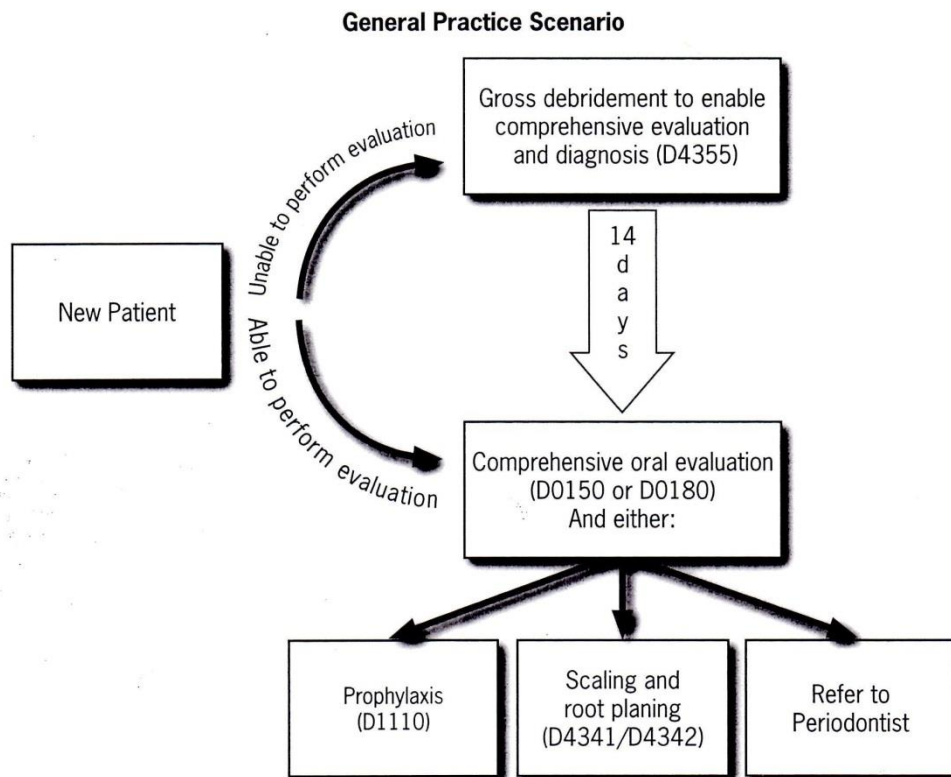 General Practice Scenario
Gross debridement to enable
comprehensive evaluation
and diagnosis (D4355)
Unable to perform evaluation
14
d
a
y
s
New Patient
Able to perform evaluation
Comprehensive oral evaluation
(D0150 or D0180)
And either:
Prophylaxis
(D1110)
Scaling and
root planing
(D4341/D4342)
Refer to
Periodontist